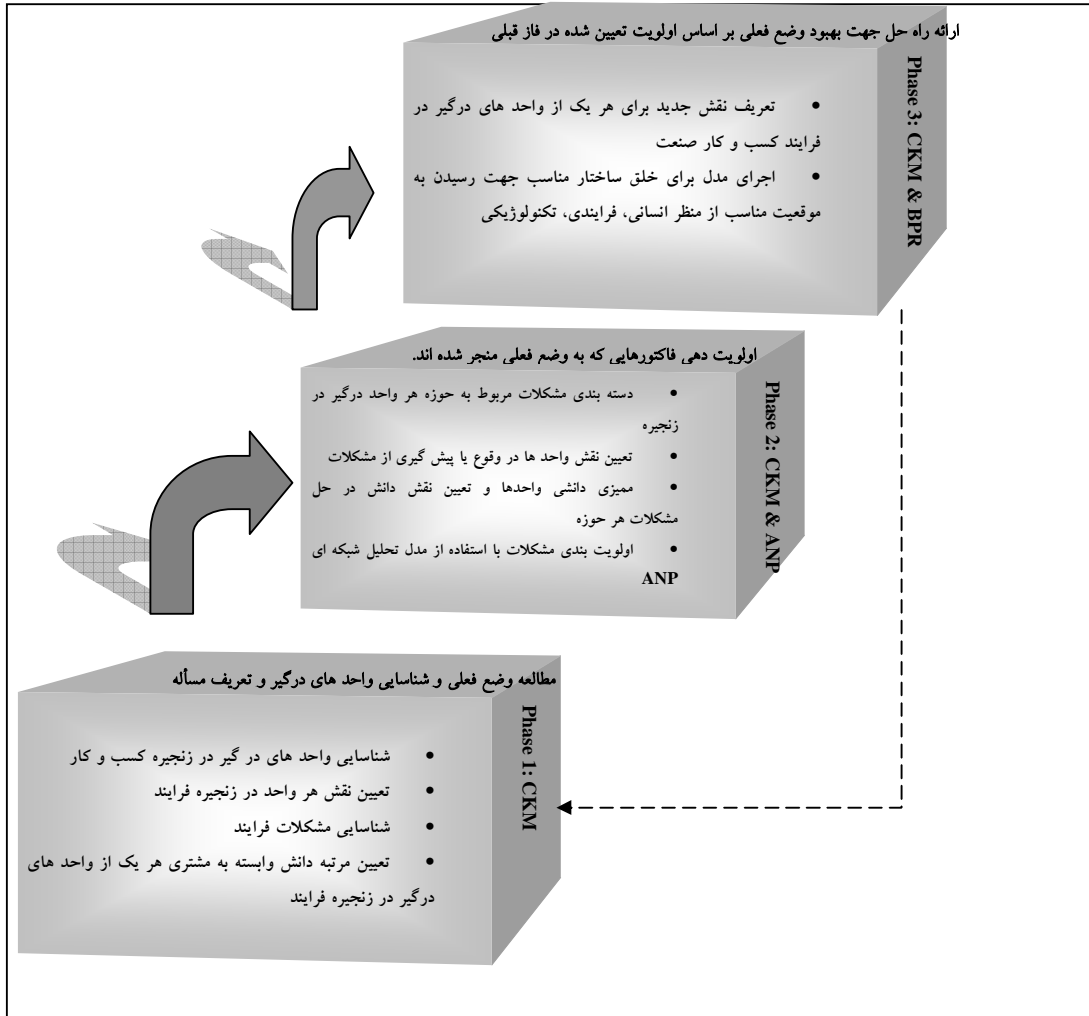 ارائه راه حل جهت بهبود وضع فعلی بر اساس اولویت تعیین شده در فاز قبلی
Phase 3: CKM & BPR
• تعریف نقش جدید برای هر یک از واحد های درگیر در
فرایند کسب و کار صنعت
• اجرای مدل برای خلق ساختار مناسب جهت رسیدن به
موقعیت مناسب از منظر انسانی، فرایندی، تکنولوژیکی
اولویت دهی فاکتورهایی که به وضع فعلی منجر شده اند.
Phase 2: CKM & ANP
• دسته بندی مشکلات مربوط به حوزه هر واحد درگیر در
زنجیره
• تعیین نقش واحد ها در وقوع یا پیش گیری از مشکلات
• ممیزی دانشی واحدها و تعیین نقش دانش در حل
مشکلات هر حوزه
• اولویت بندی مشکلات با استفاده از مدل تحلیل شبکه ای
ANP
مطالعه وضع فعلی و شناسایی واحد های درگیر و تعریف مسأله
Phase 1: CKM
• شناسایی واحد های در گیر در زنجیره کسب و کار
• تعیین نقش هر واحد در زنجیره فرایند
• شناسایی مشکلات فرایند
• تعیین مرتبه دانش وابسته به مشتری هر یک از واحد های
درگیر در زنجیره فرایند